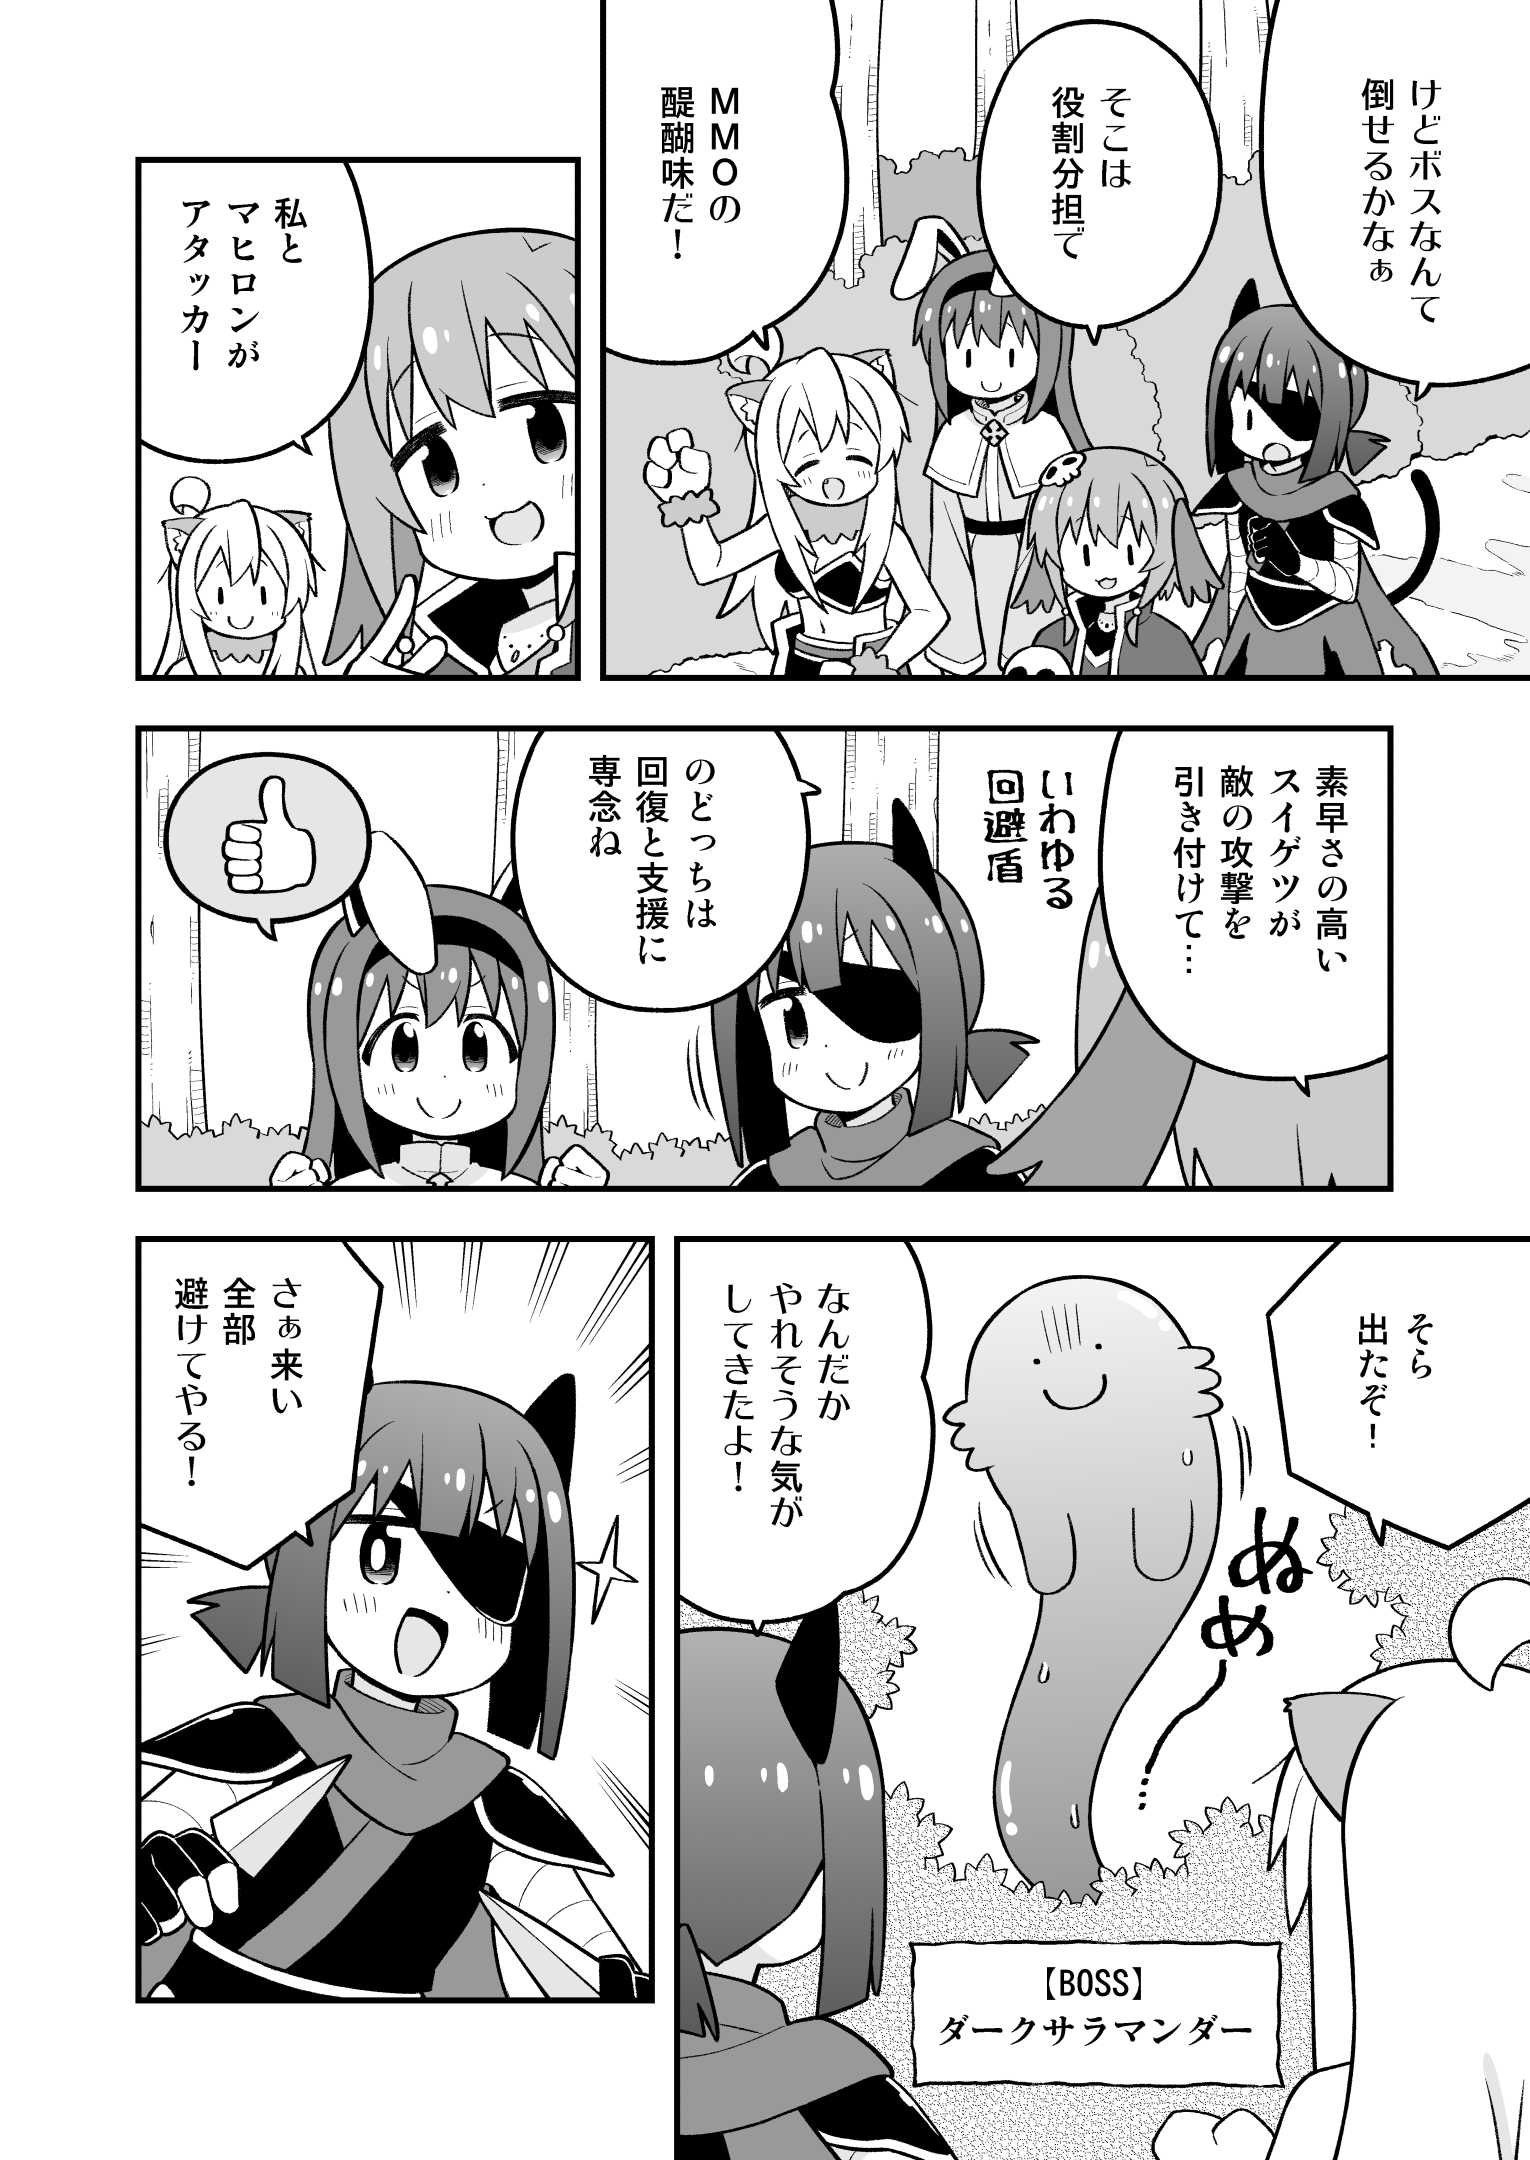 けどボスなんて
倒せるかなぁ
そこは
役割分担で
MMOの
醍醐味だ！
私と
マヒロンが
アタッカー
素早さの高い
スイゲツが
敵の攻撃を
引き付けて…
いわゆる
回避盾
のどっちは
回復と支援に
専念ね
そら
出たぞ！
ぬめ…
【BOSS】
ダークサラマンダー
なんだか
やれそうな気が
してきたよ！
さぁ来い
全部
避けてやる！